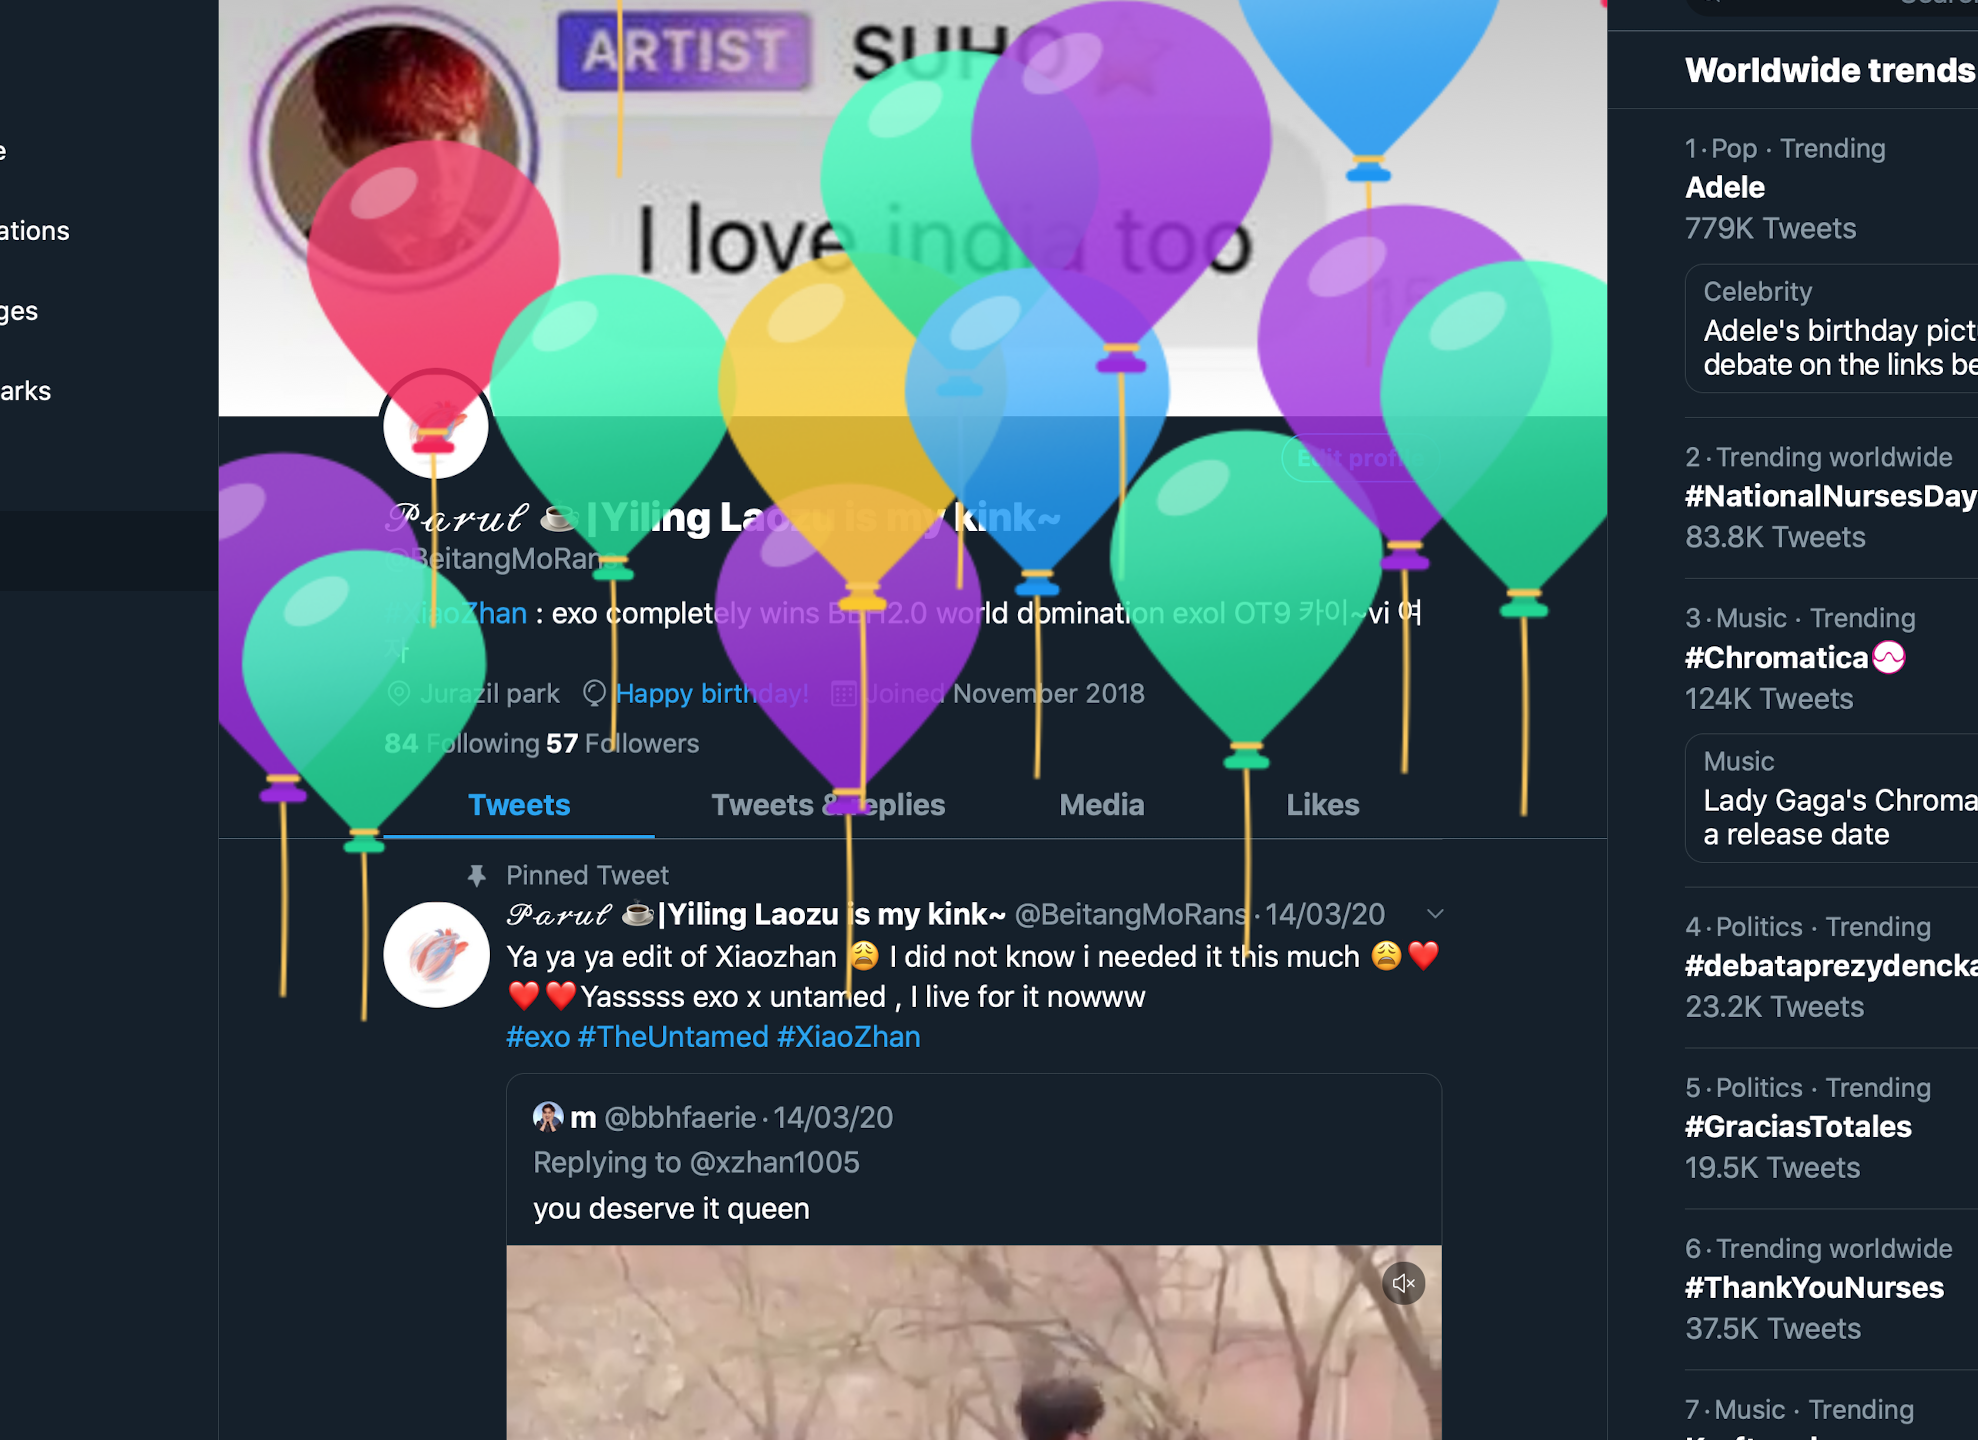 ations
ges
arks
ARTIST SUHO
I love india too
Edit profile
𝒫𝒶𝓇𝓊𝓁 ☕|Yiling Laozu is my kink~
@BeitangMoRans
#XiaoZhan : exo completely wins BBH2.0 world domination exol OT9 카이~vi 여
자
Jurazil park Happy birthday! Joined November 2018
84 Following 57 Followers
Tweets Tweets & replies Media Likes
Pinned Tweet
𝒫𝒶𝓇𝓊𝓁 ☕|Yiling Laozu is my kink~ @BeitangMoRans · 14/03/20
Ya ya ya edit of Xiaozhan 😩 I did not know i needed it this much 😩❤️
❤️❤️Yasssss exo x untamed , I live for it nowww
#exo #TheUntamed #XiaoZhan
m @bbhfaerie · 14/03/20
Replying to @xzhan1005
you deserve it queen
Worldwide trends
1 · Pop · Trending
Adele
779K Tweets
Celebrity
Adele's birthday pict
debate on the links be
2 · Trending worldwide
#NationalNursesDay
83.8K Tweets
3 · Music · Trending
#Chromatica
124K Tweets
Music
Lady Gaga's Chroma
a release date
4 · Politics · Trending
#debataprezydencka
23.2K Tweets
5 · Politics · Trending
#GraciasTotales
19.5K Tweets
6 · Trending worldwide
#ThankYouNurses
37.5K Tweets
7 · Music · Trending